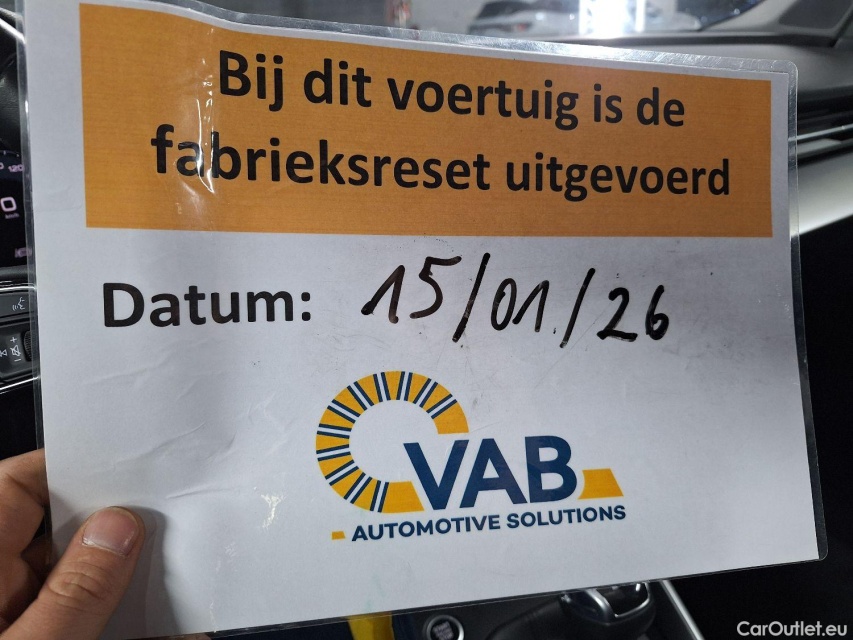 Bij dit voertuig is de
fabrieksreset uitgevoerd
Datum: 15/01/26
VAB
AUTOMOTIVE SOLUTIONS
CarOutlet.eu